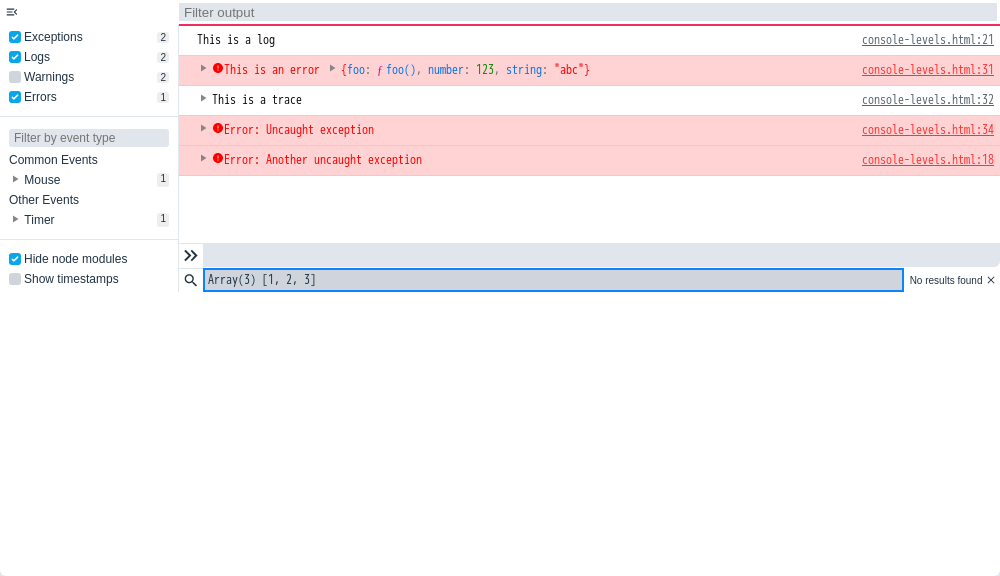 Filter output
Exceptions 2
Logs 2
Warnings 2
Errors 1
Filter by event type
Common Events
Mouse 1
Other Events
Timer 1
Hide node modules
Show timestamps
This is a log console-levels.html:21
This is an error {foo: ƒ foo(), number: 123, string: "abc"} console-levels.html:31
This is a trace console-levels.html:32
Error: Uncaught exception console-levels.html:34
Error: Another uncaught exception console-levels.html:18
Array(3) [1, 2, 3] No results found